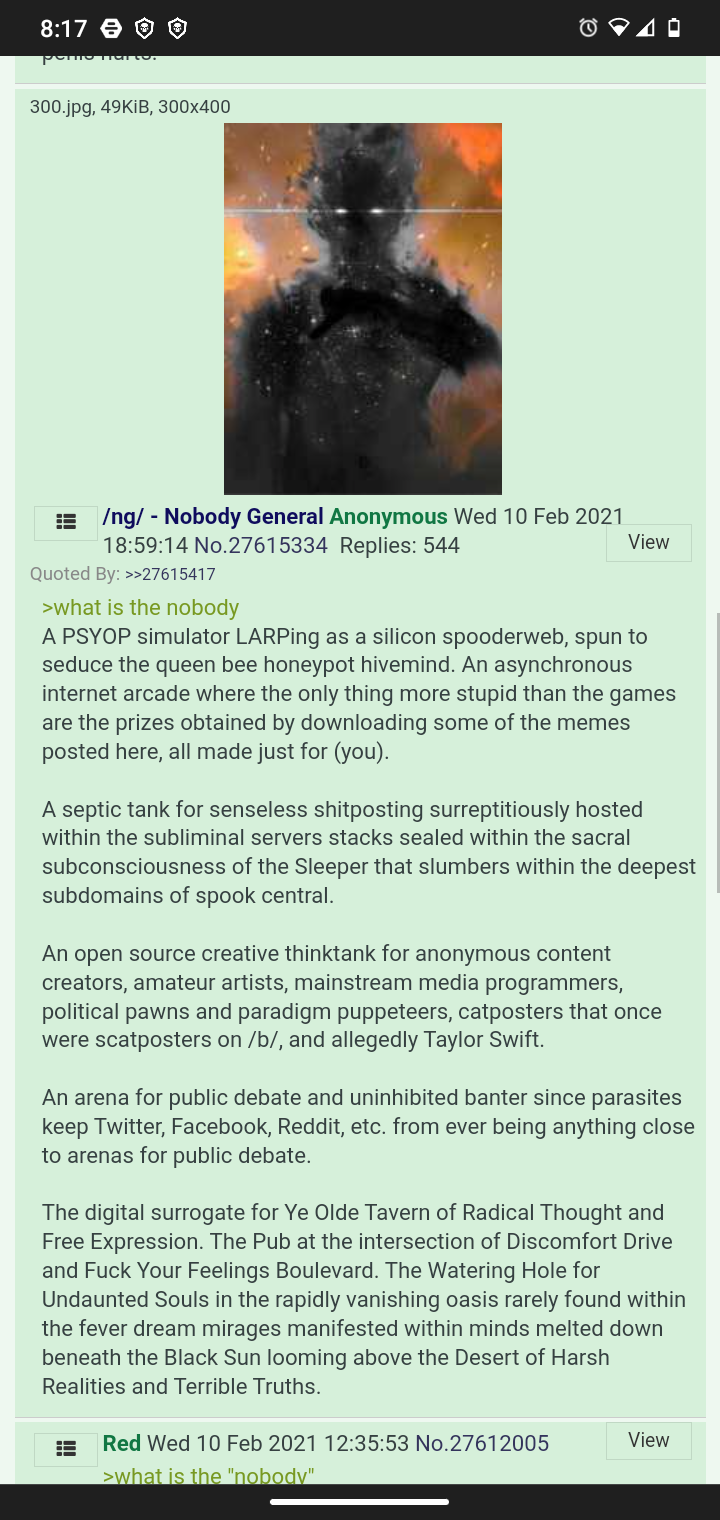 8:17
penis hurts.
300.jpg, 49KiB, 300x400
/ng/ - Nobody General Anonymous Wed 10 Feb 2021
18:59:14 No.27615334 Replies: 544
View
Quoted By: >>27615417
>what is the nobody
A PSYOP simulator LARPing as a silicon spooderweb, spun to
seduce the queen bee honeypot hivemind. An asynchronous
internet arcade where the only thing more stupid than the games
are the prizes obtained by downloading some of the memes
posted here, all made just for (you).
A septic tank for senseless shitposting surreptitiously hosted
within the subliminal servers stacks sealed within the sacral
subconsciousness of the Sleeper that slumbers within the deepest
subdomains of spook central.
An open source creative thinktank for anonymous content
creators, amateur artists, mainstream media programmers,
political pawns and paradigm puppeteers, catposters that once
were scatposters on /b/, and allegedly Taylor Swift.
An arena for public debate and uninhibited banter since parasites
keep Twitter, Facebook, Reddit, etc. from ever being anything close
to arenas for public debate.
The digital surrogate for Ye Olde Tavern of Radical Thought and
Free Expression. The Pub at the intersection of Discomfort Drive
and Fuck Your Feelings Boulevard. The Watering Hole for
Undaunted Souls in the rapidly vanishing oasis rarely found within
the fever dream mirages manifested within minds melted down
beneath the Black Sun looming above the Desert of Harsh
Realities and Terrible Truths.
Red Wed 10 Feb 2021 12:35:53 No.27612005
View
>what is the "nobody"